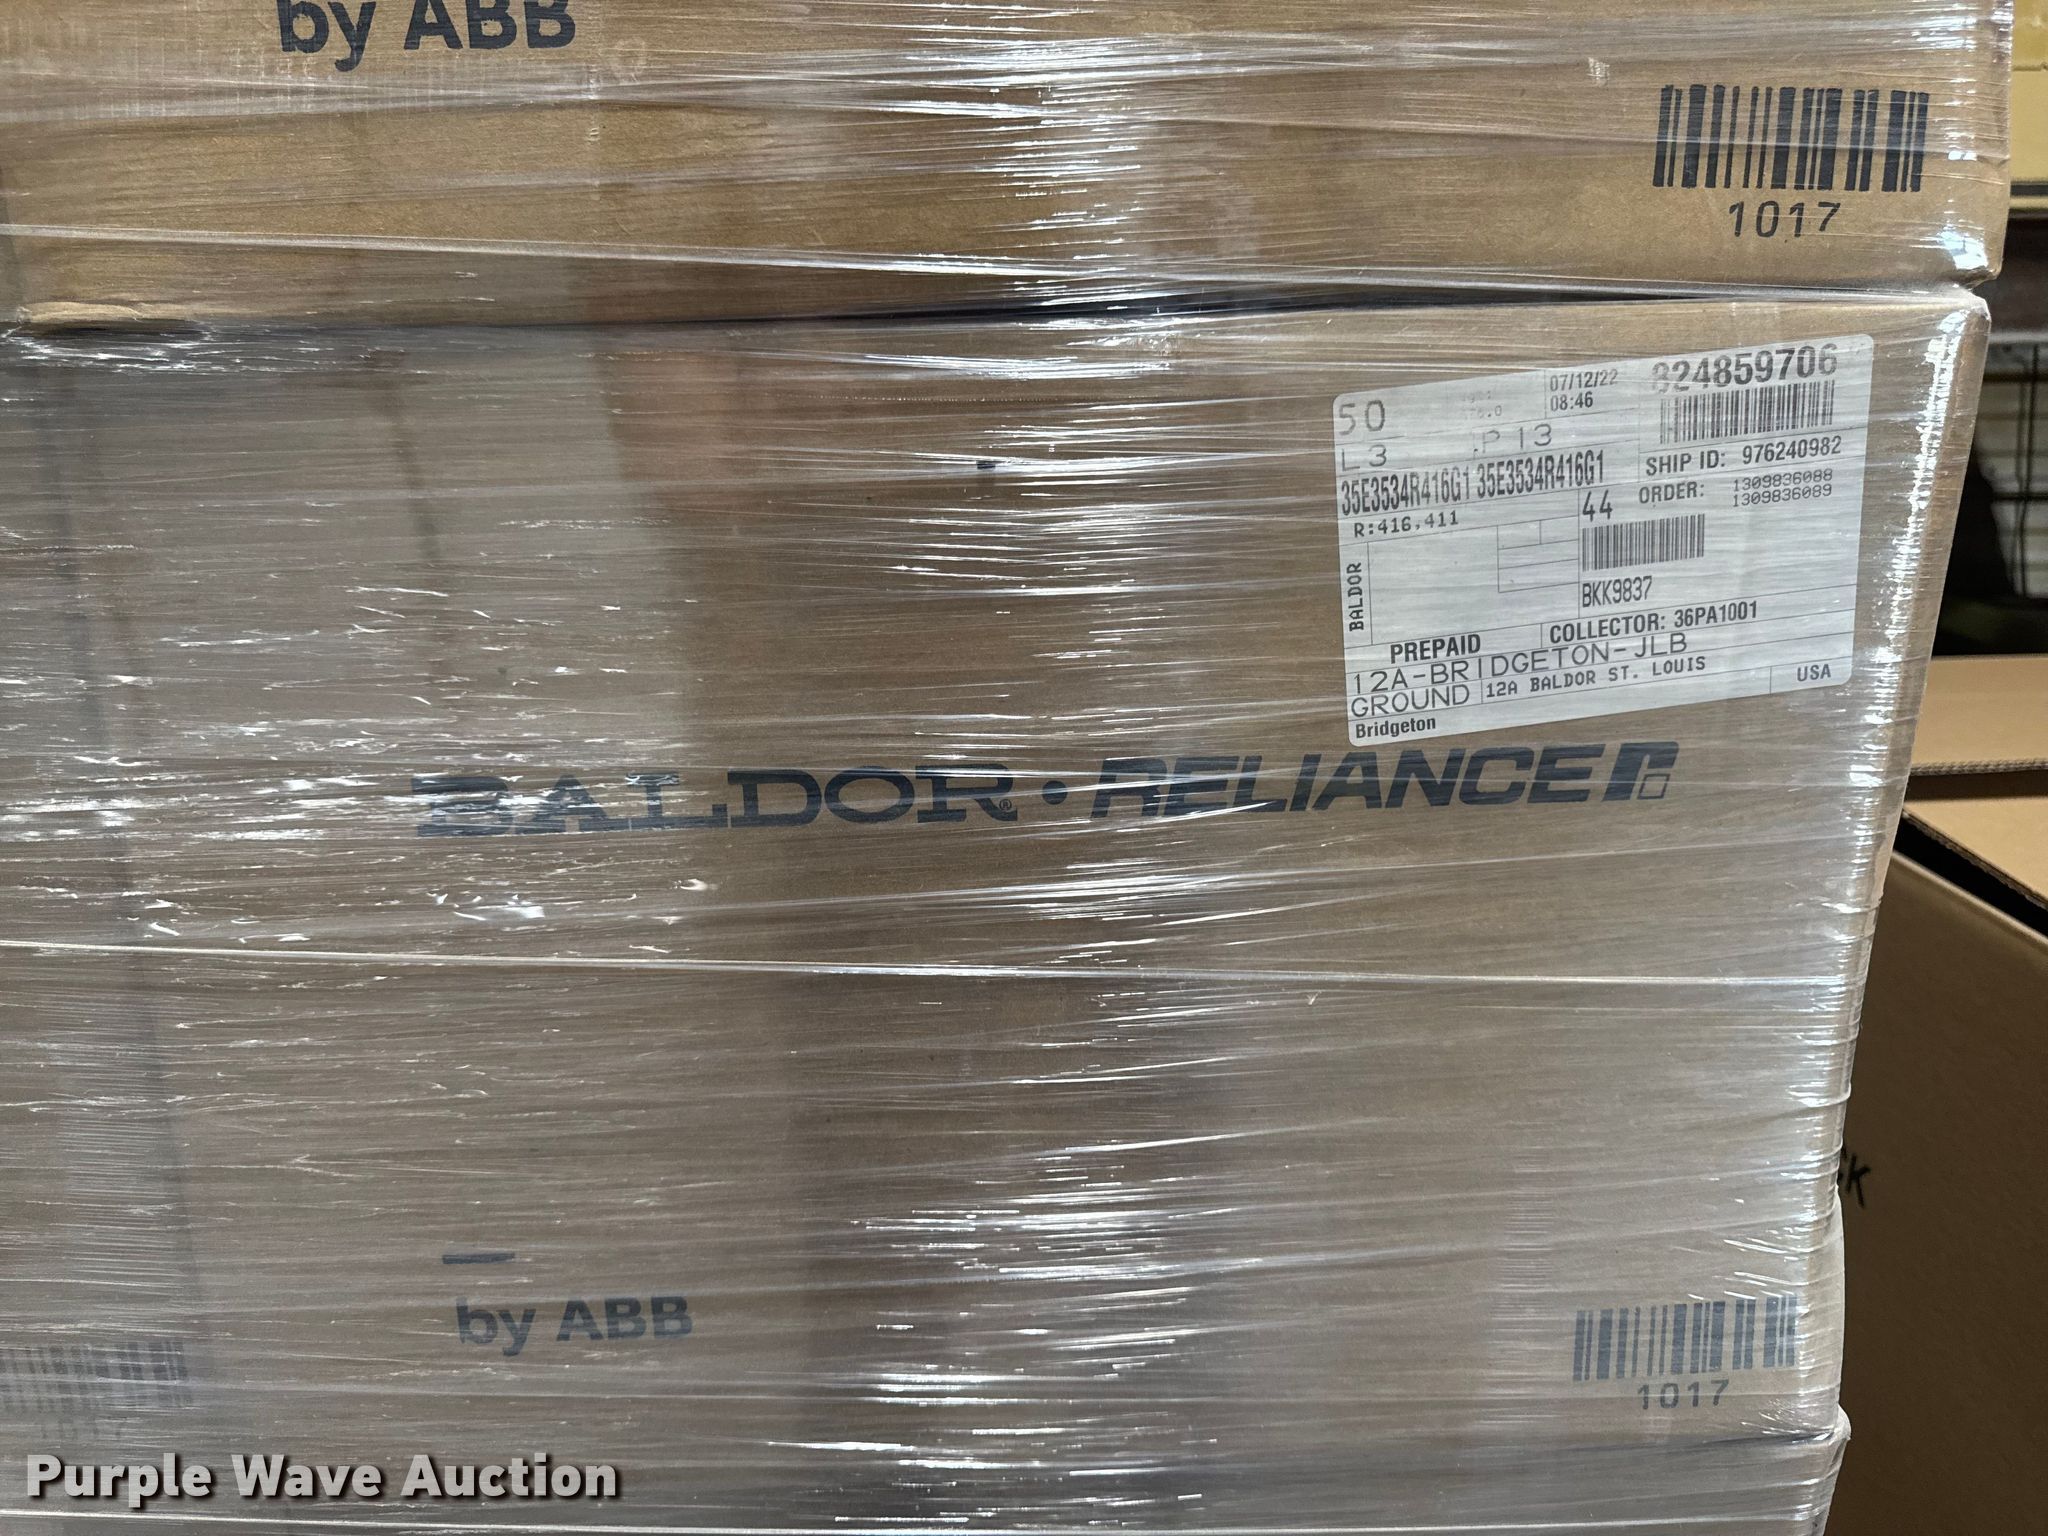 by ABB
1017
50
07/12/22
08:46
824859706
L3
P 13
35E3534R416G1 35E3534R416G1
SHIP ID: 976240982
R:416,411
44
ORDER: 1309836088
1309836089
BALDOR
BKK9837
PREPAID
COLLECTOR: 36PA1001
12A-BRIDGETON-JLB
GROUND
12A BALDOR ST. LOUIS
USA
Bridgeton
BALDOR® • RELIANCE
by ABB
1017
Purple Wave Auction